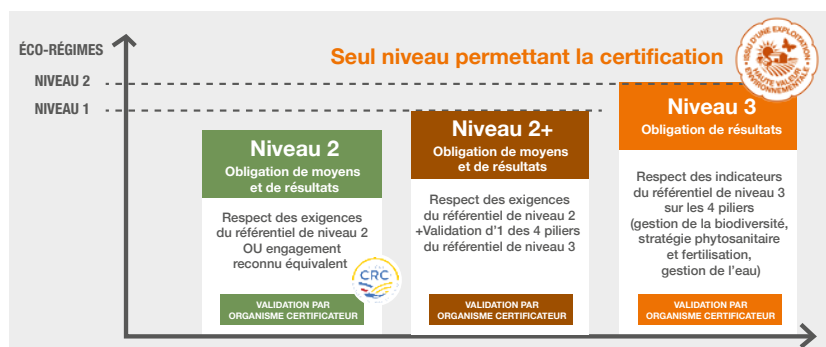 ÉCO-RÉGIMES
Seul niveau permettant la certification
ISSU D'UNE EXPLOITATION
HAUTE VALEUR
ENVIRONNEMENTALE
NIVEAU 2
NIVEAU 1
Niveau 2
Obligation de moyens
et de résultats
Respect des exigences
du référentiel de niveau 2
OU engagement
reconnu équivalent
CRC
VALIDATION PAR
ORGANISME CERTIFICATEUR
Niveau 2+
Obligation de moyens
et de résultats
Respect des exigences
du référentiel de niveau 2
+Validation d'1 des 4 piliers
du référentiel de niveau 3
VALIDATION PAR
ORGANISME CERTIFICATEUR
Niveau 3
Obligation de résultats
Respect des indicateurs
du référentiel de niveau 3
sur les 4 piliers
(gestion de la biodiversité,
stratégie phytosanitaire
et fertilisation,
gestion de l'eau)
VALIDATION PAR
ORGANISME CERTIFICATEUR